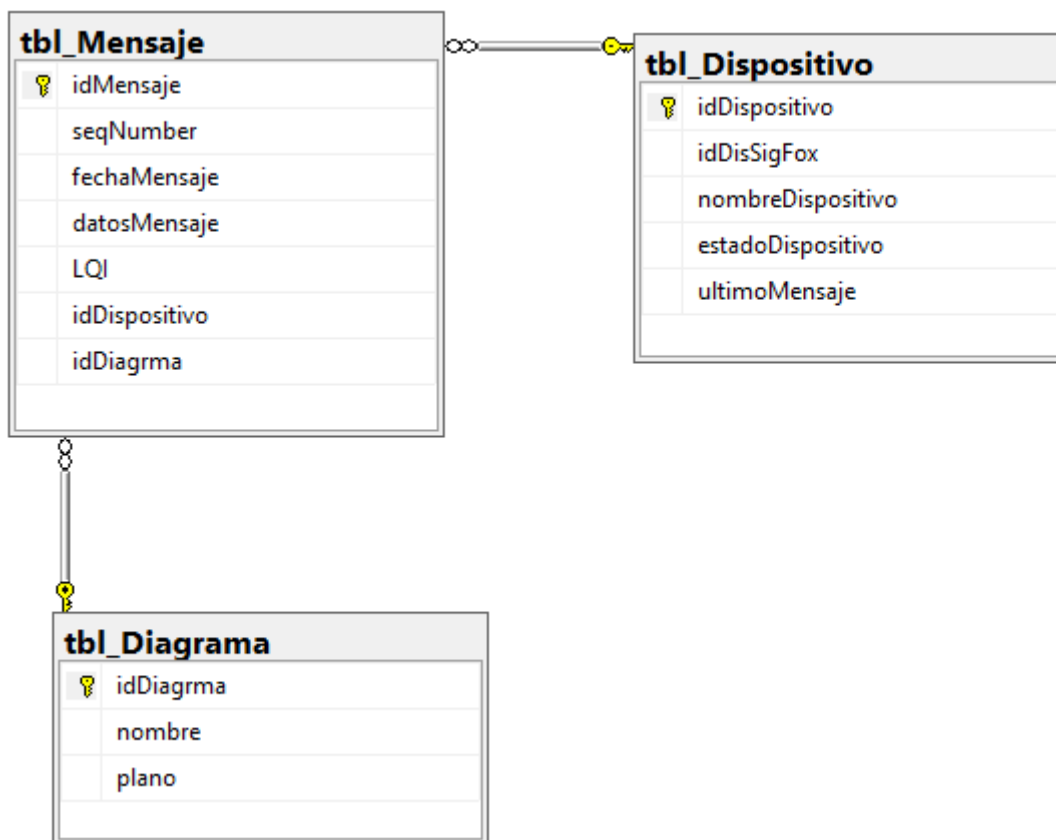 tbl_Mensaje
idMensaje
seqNumber
fechaMensaje
datosMensaje
LQI
idDispositivo
idDiagrma
tbl_Dispositivo
idDispositivo
idDisSigFox
nombreDispositivo
estadoDispositivo
ultimoMensaje
tbl_Diagrama
idDiagrma
nombre
plano